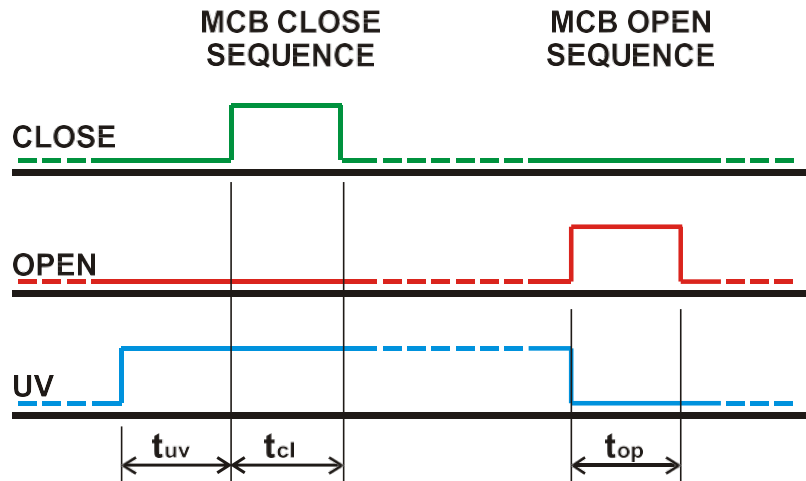 MCB CLOSE
SEQUENCE
MCB OPEN
SEQUENCE
CLOSE
OPEN
UV
tuv
tcl
top